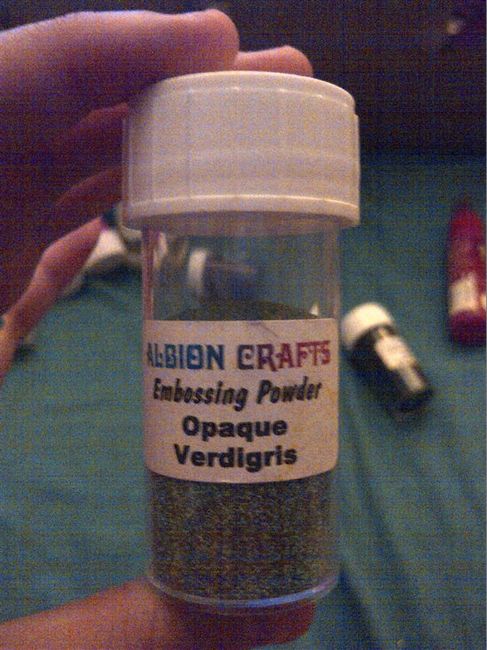 ALBION CRAFTS
Embossing Powder
Opaque
Verdigris